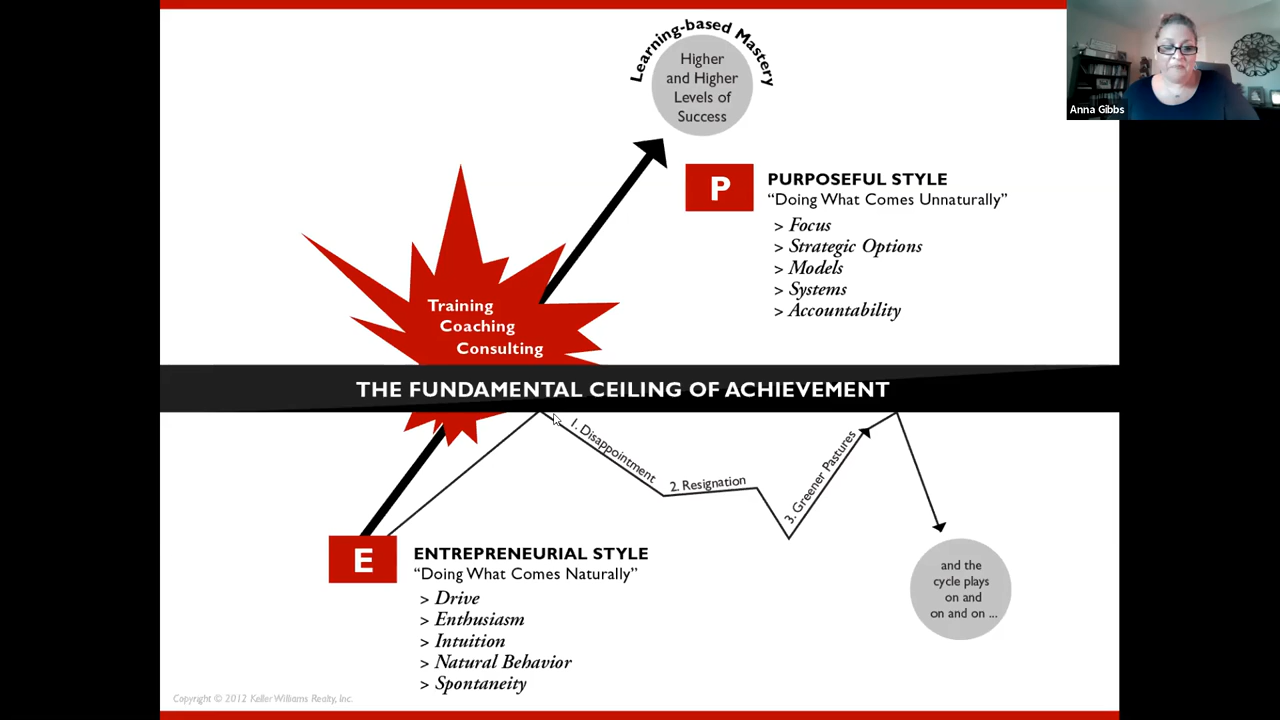 Learning-based Mastery
Higher
and Higher
Levels of
Success
Anna Gibbs
P
PURPOSEFUL STYLE
“Doing What Comes Unnaturally”
> Focus
> Strategic Options
> Models
> Systems
> Accountability
Training
Coaching
Consulting
THE FUNDAMENTAL CEILING OF ACHIEVEMENT
1. Disappointment
2. Resignation
3. Greener Pastures
E
ENTREPRENEURIAL STYLE
“Doing What Comes Naturally”
> Drive
> Enthusiasm
> Intuition
> Natural Behavior
> Spontaneity
and the
cycle plays
on and
on and on ...
Copyright © 2012 Keller Williams Realty, Inc.